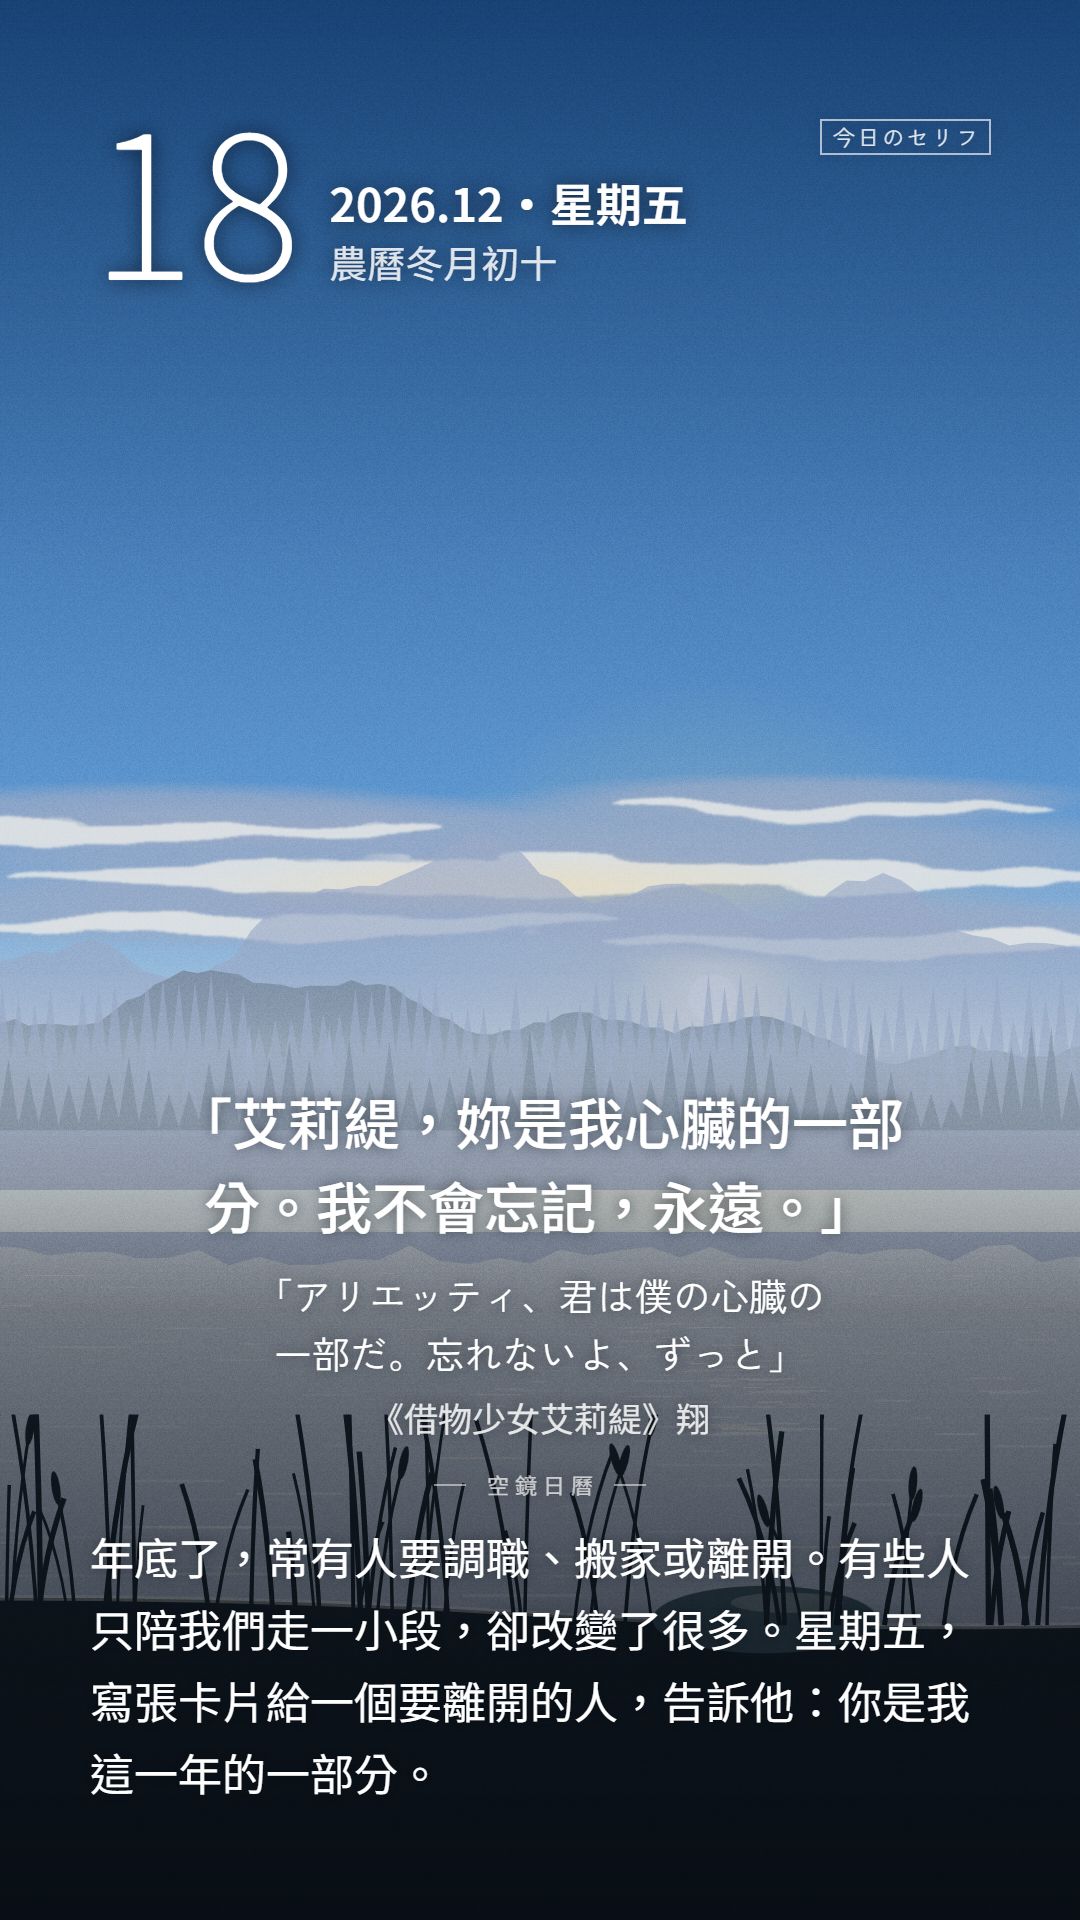 18
今日のセリフ
2026.12・星期五
農曆冬月初十
「艾莉緹，妳是我心臟的一部
分。我不會忘記，永遠。」
「アリエッティ、君は僕の心臓の
一部だ。忘れないよ、ずっと」
《借物少女艾莉緹》翔
空鏡日曆
年底了，常有人要調職、搬家或離開。有些人
只陪我們走一小段，卻改變了很多。星期五，
寫張卡片給一個要離開的人，告訴他：你是我
這一年的一部分。